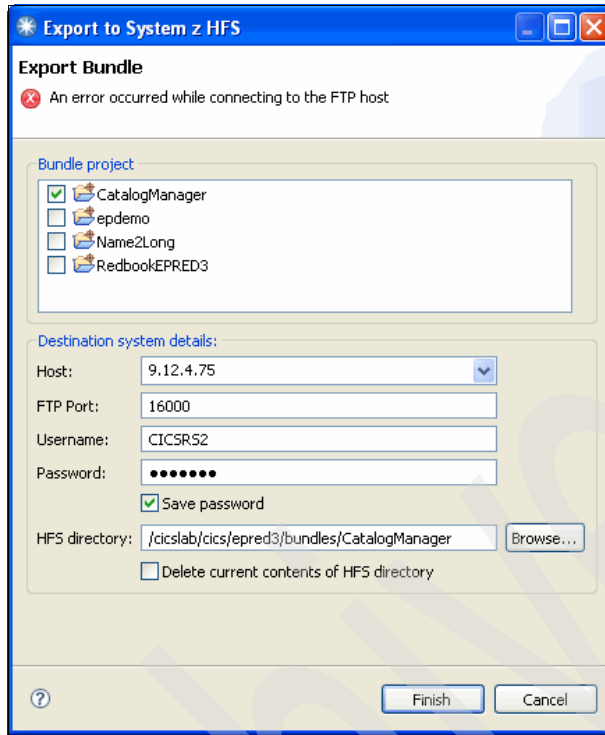 Export to System z HFS
Export Bundle
An error occurred while connecting to the FTP host
Bundle project
CatalogManager
epdemo
Name2Long
RedbookEPRED3
Destination system details:
Host: 9.12.4.75
FTP Port: 16000
Username: CICSRS2
Password: •••••••
Save password
HFS directory: /cicslab/cics/epred3/bundles/CatalogManager Browse...
Delete current contents of HFS directory
? Finish Cancel